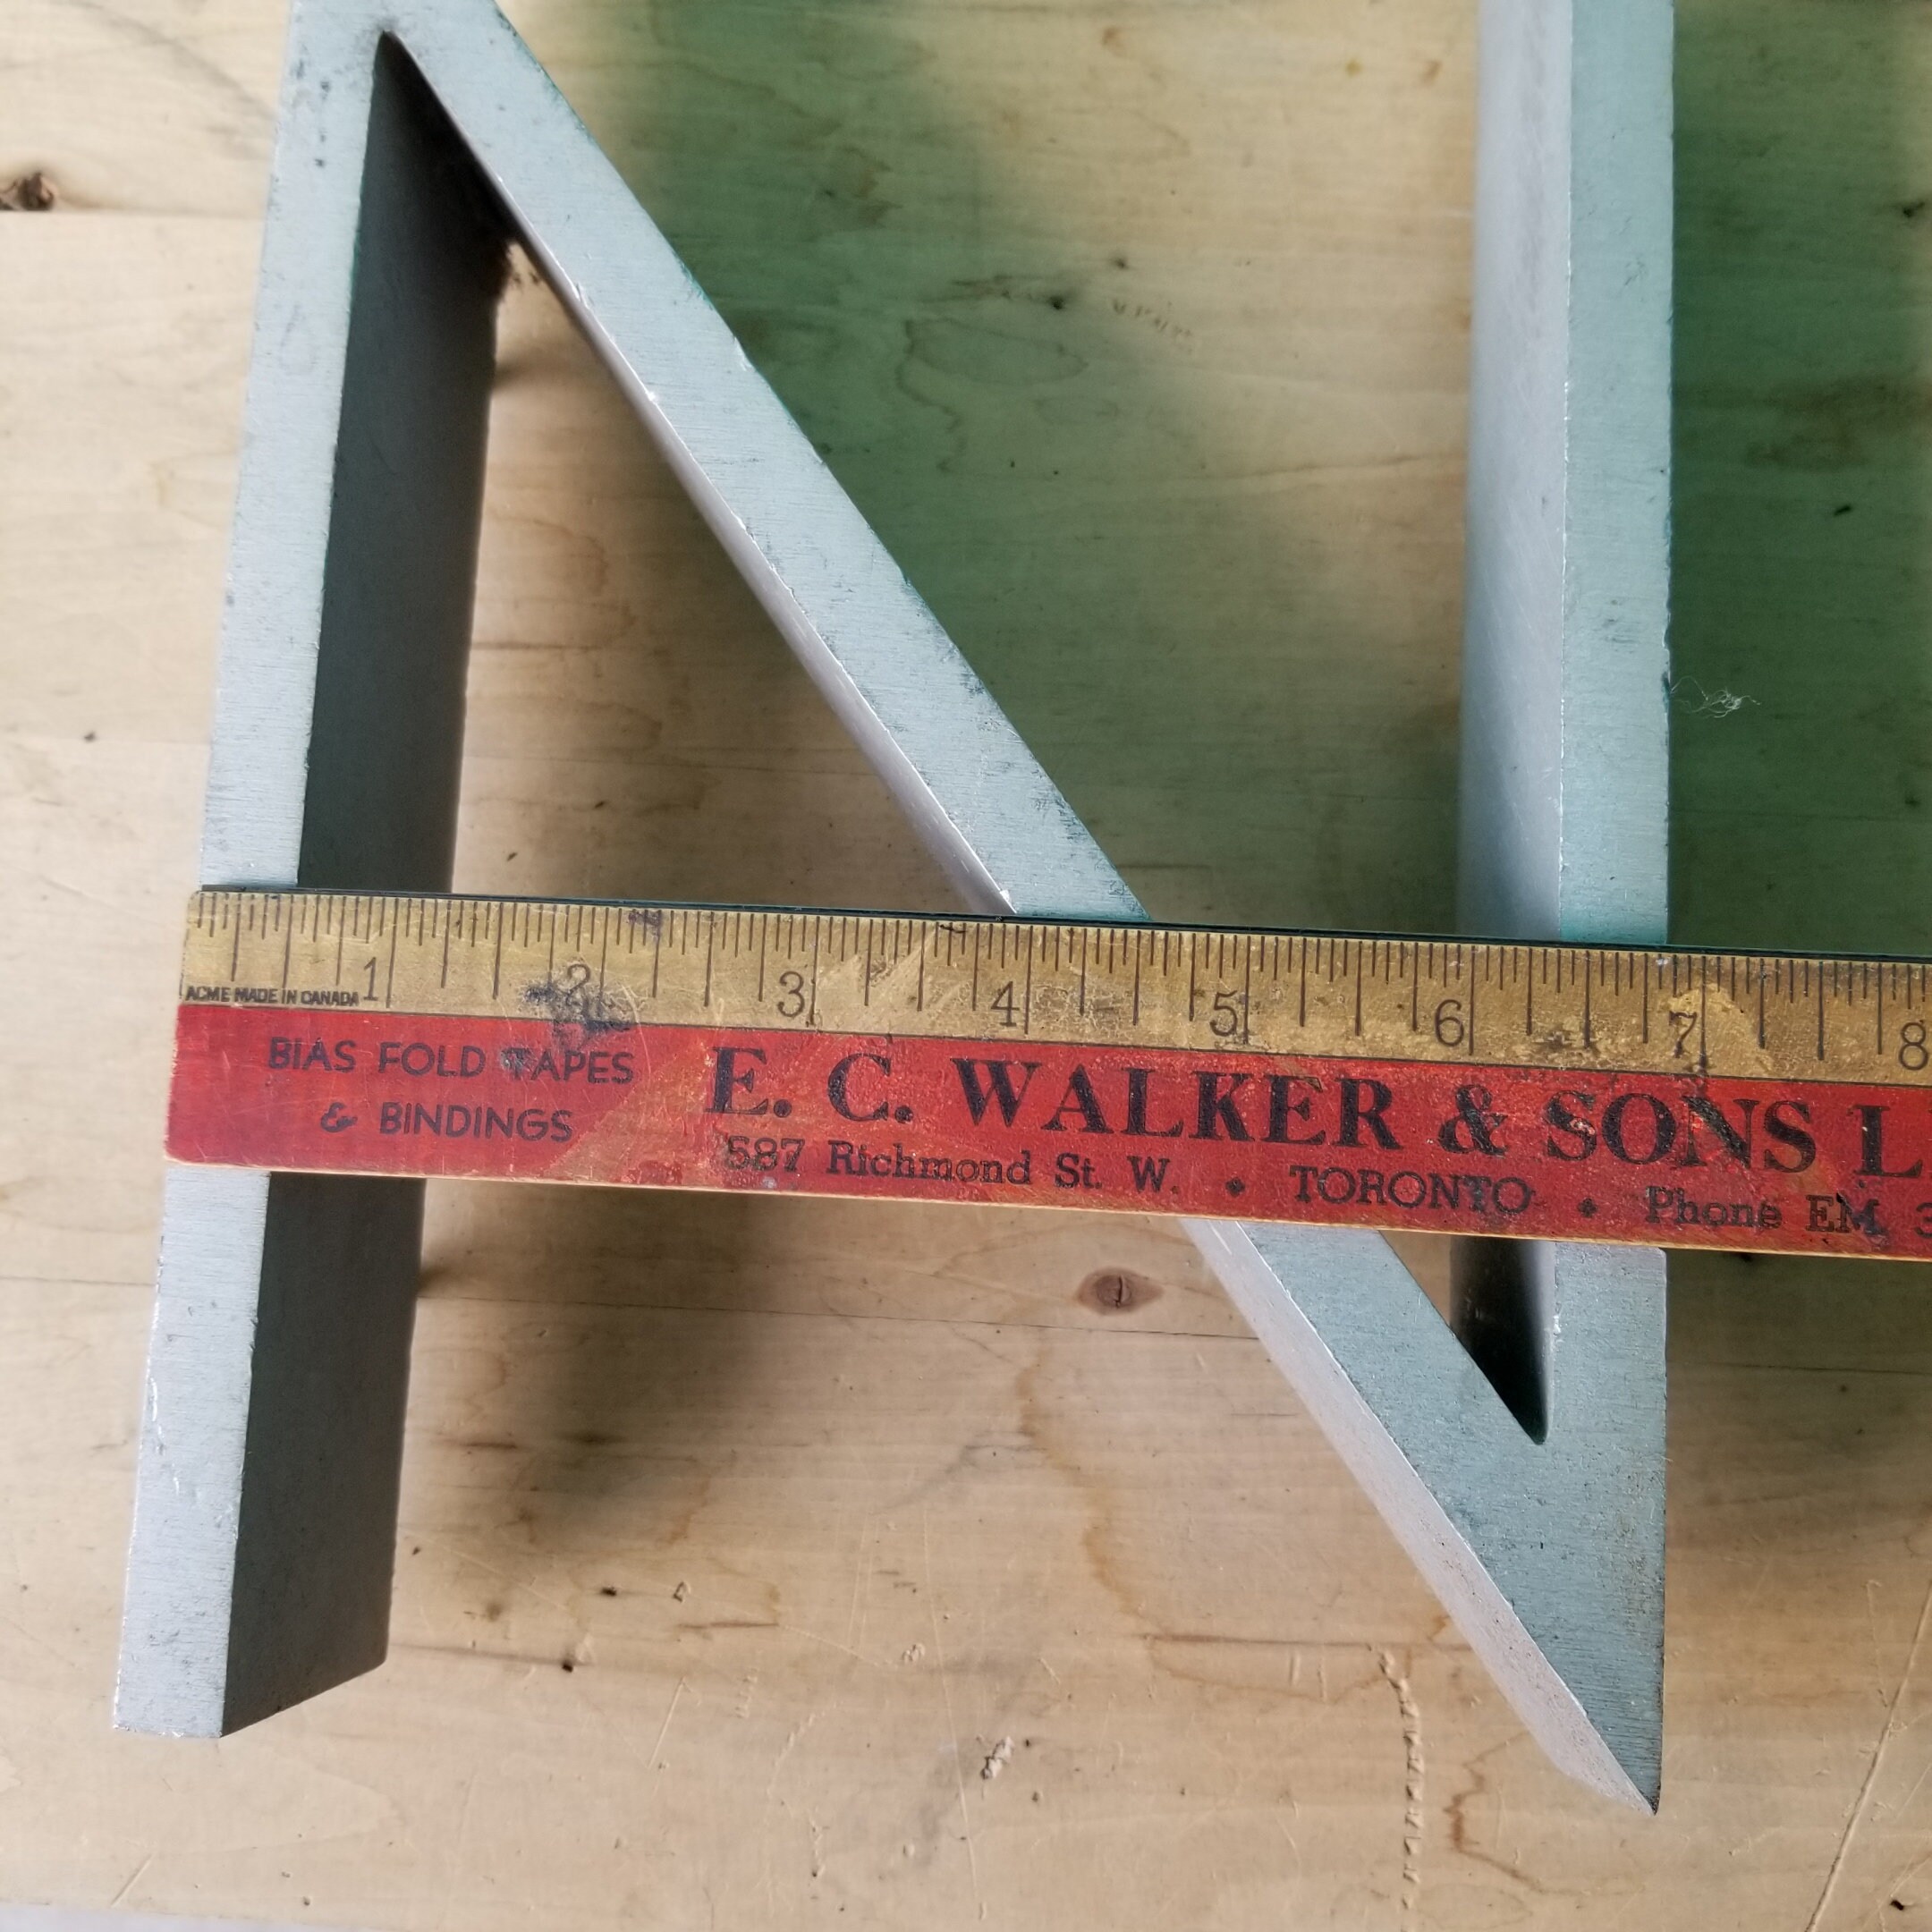 1 2 3 4 5 6 7 8
ACME MADE IN CANADA
BIAS FOLD TAPES
& BINDINGS
E. C. WALKER & SONS L
587 Richmond St. W. • TORONTO • Phone EM. 3